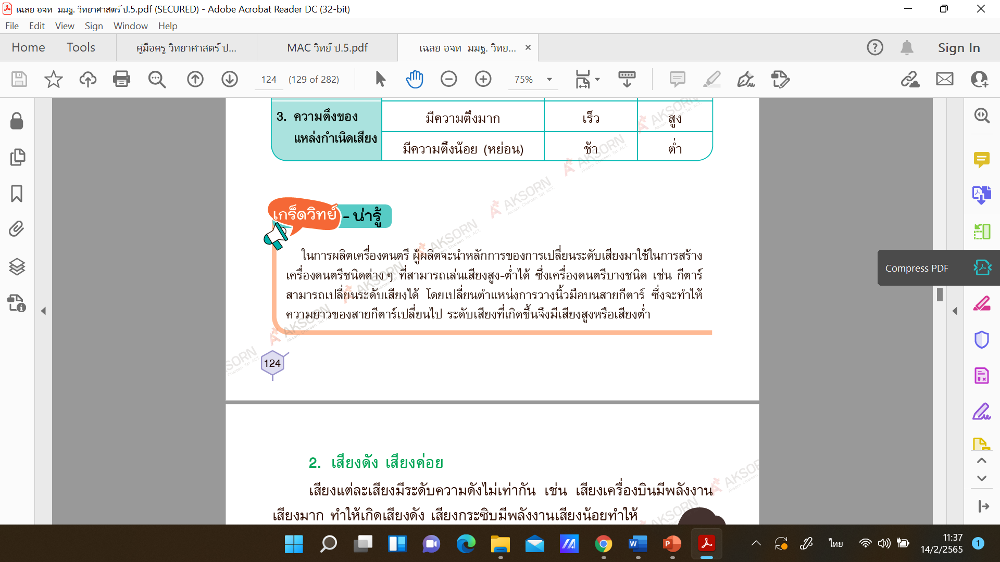 เฉลย อจท มมฐ. วิทยาศาสตร์ ป.5.pdf (SECURED) - Adobe Acrobat Reader DC (32-bit)
File Edit View Sign Window Help
Home Tools คู่มือครู วิทยาศาสตร์ ป... MAC วิทย์ ป.5.pdf เฉลย อจท มมฐ. วิทย... × Sign In
124 (129 of 282) 75%
3. ความตึงของ
แหล่งกำเนิดเสียง
มีความตึงมาก เร็ว สูง
มีความตึงน้อย (หย่อน) ช้า ต่ำ
เกร็ดวิทย์ - น่ารู้
ในการผลิตเครื่องดนตรี ผู้ผลิตจะนำหลักการของการเปลี่ยนระดับเสียงมาใช้ในการสร้าง
เครื่องดนตรีชนิดต่าง ๆ ที่สามารถเล่นเสียงสูง-ต่ำได้ ซึ่งเครื่องดนตรีบางชนิด เช่น กีตาร์
สามารถเปลี่ยนระดับเสียงได้ โดยเปลี่ยนตำแหน่งการวางนิ้วมือบนสายกีตาร์ ซึ่งจะทำให้
ความยาวของสายกีตาร์เปลี่ยนไป ระดับเสียงที่เกิดขึ้นจึงมีเสียงสูงหรือเสียงต่ำ
124
Compress PDF
2. เสียงดัง เสียงค่อย
เสียงแต่ละเสียงมีระดับความดังไม่เท่ากัน เช่น เสียงเครื่องบินมีพลังงาน
เสียงมาก ทำให้เกิดเสียงดัง เสียงกระซิบมีพลังงานเสียงน้อยทำให้
AKSORN
Aksorn Charoen Tat ACT
ไทย
11:37
14/2/2565
1